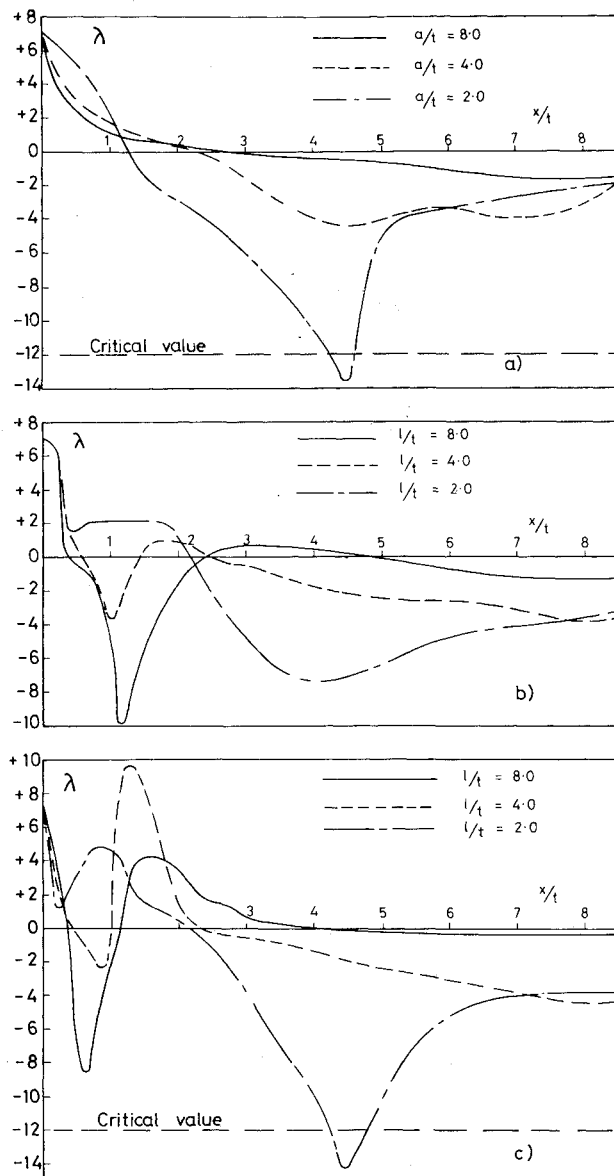 +8
λ
a/t = 8·0
+6
a/t = 4·0
+4
a/t = 2·0
+2
x/t
0
1
2
3
4
5
6
7
8
-2
-4
-6
-8
-10
Critical value
-12
a)
-14
+8
λ
l/t = 8·0
+6
l/t = 4·0
+4
l/t = 2·0
+2
x/t
0
1
2
3
4
5
6
7
8
-2
-4
-6
-8
b)
-10
+10
λ
l/t = 8·0
+8
l/t = 4·0
+6
l/t = 2·0
+4
+2
x/t
0
1
2
3
4
5
6
7
8
-2
-4
-6
-8
-10
Critical value
-12
-14
c)